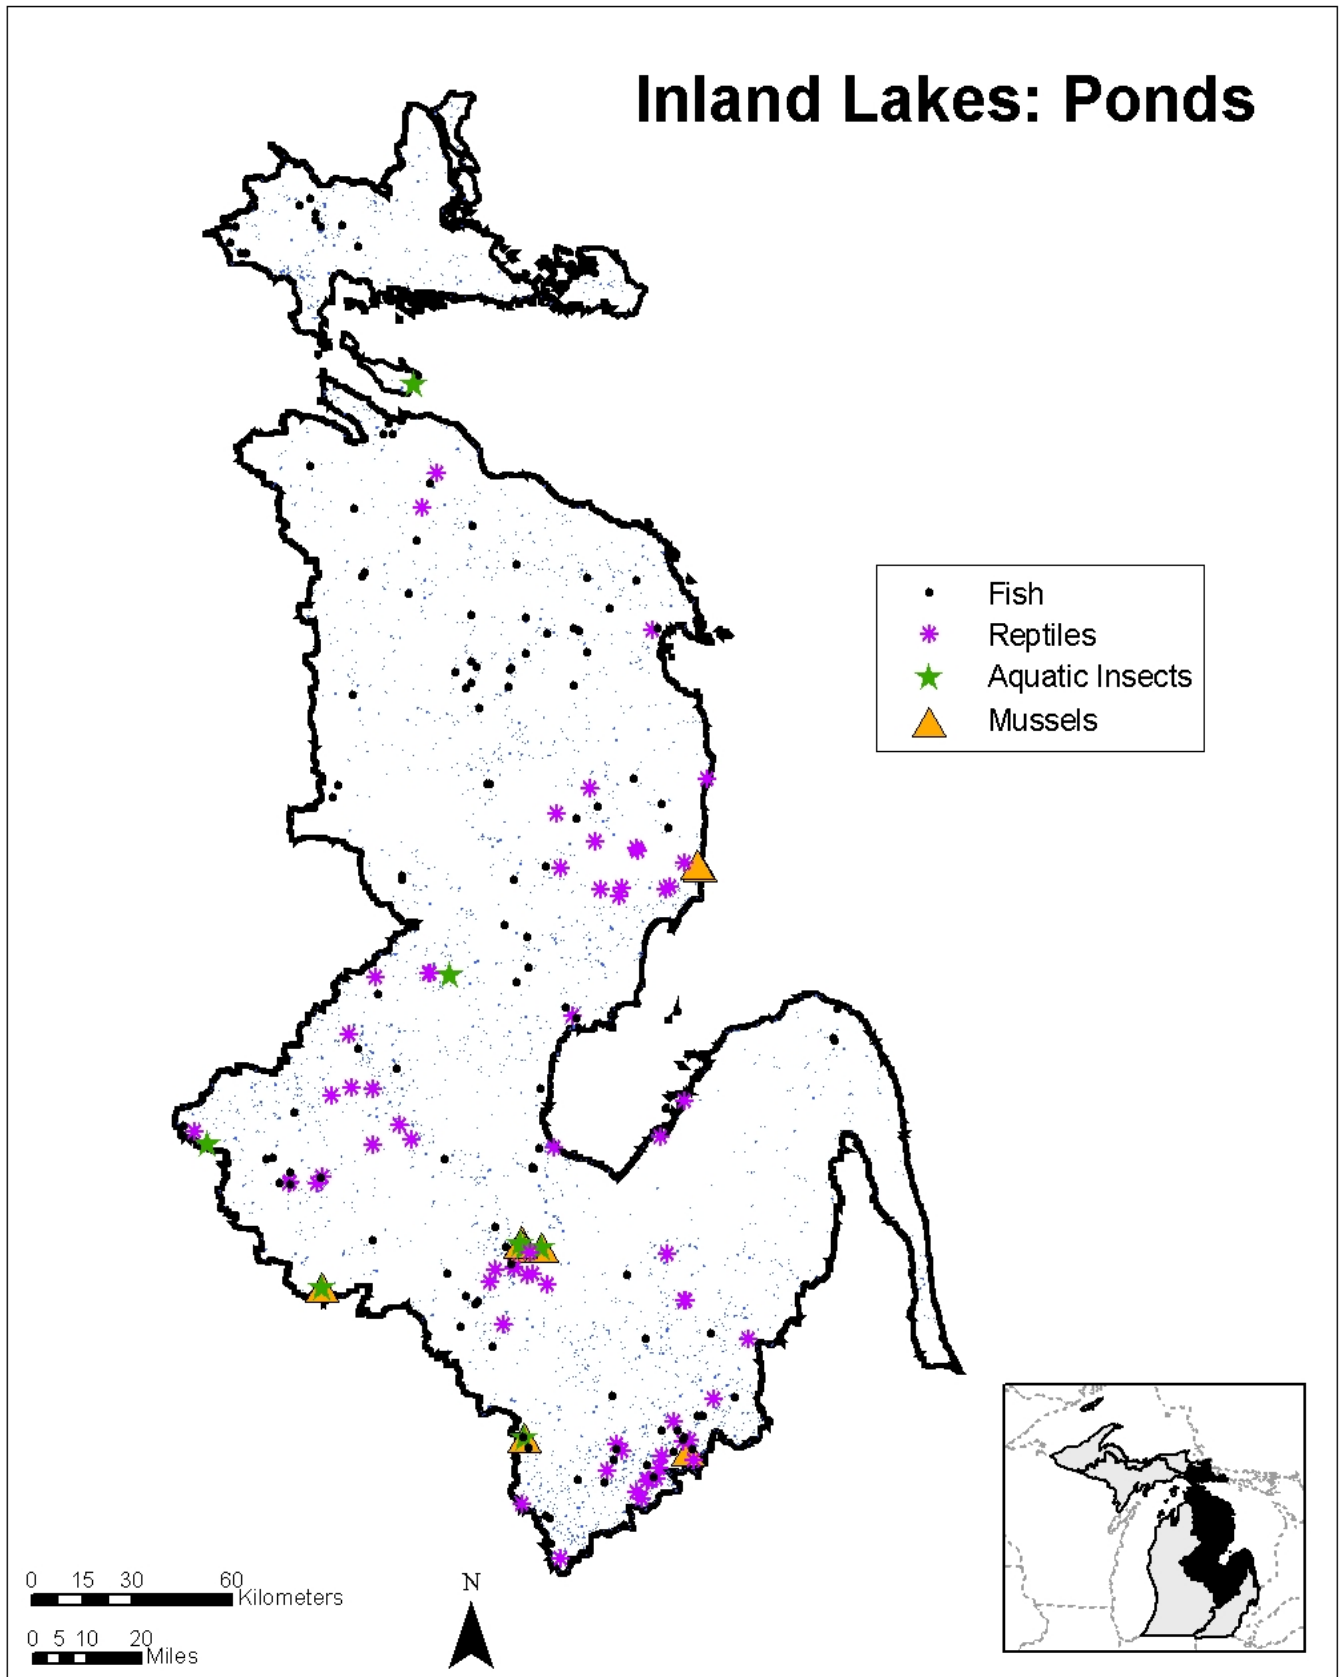 Inland Lakes: Ponds
Fish
Reptiles
Aquatic Insects
Mussels
0 15 30 60
Kilometers
0 5 10 20
Miles
N